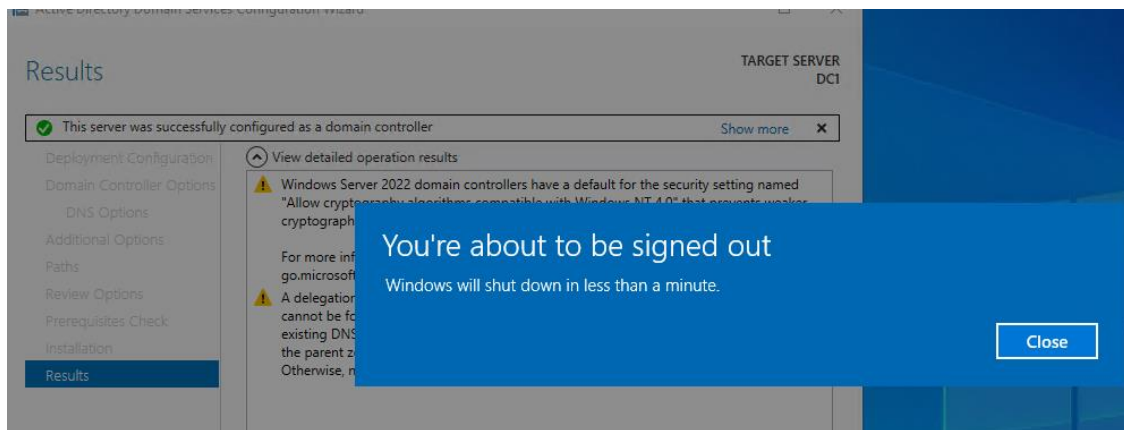 Active Directory Domain Services Configuration Wizard
Results
TARGET SERVER
DC1
This server was successfully configured as a domain controller
Show more
Deployment Configuration
View detailed operation results
Domain Controller Options
DNS Options
Additional Options
Paths
Review Options
Prerequisites Check
Installation
Results
Windows Server 2022 domain controllers have a default for the security setting named
"Allow cryptography algorithms compatible with Windows NT 4.0" that prevents weaker
cryptograph
For more inf
go.microsoft
A delegation
cannot be fo
existing DNS
the parent z
Otherwise, n
You're about to be signed out
Windows will shut down in less than a minute.
Close